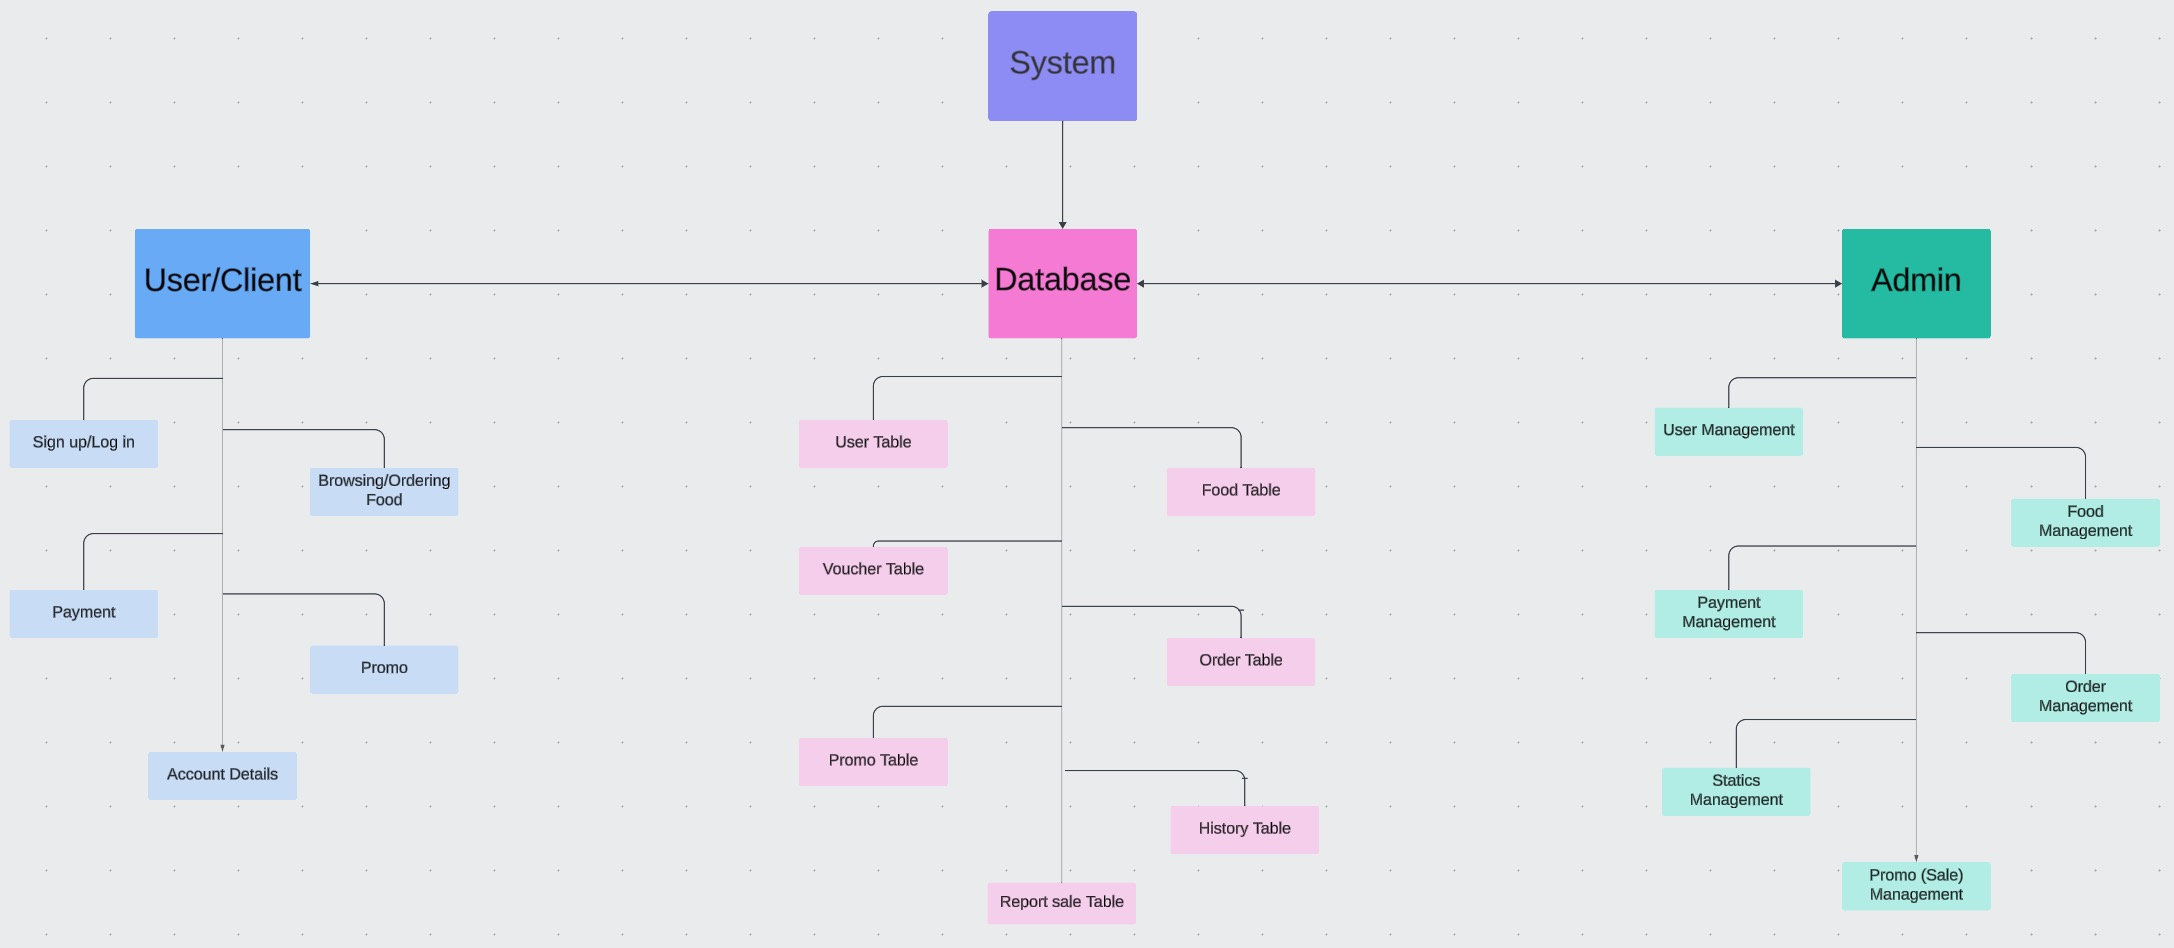 System
User/Client
Database
Admin
Sign up/Log in
Browsing/Ordering
Food
Payment
Promo
Account Details
User Table
Food Table
Voucher Table
Order Table
Promo Table
History Table
Report sale Table
User Management
Food
Management
Payment
Management
Order
Management
Statics
Management
Promo (Sale)
Management